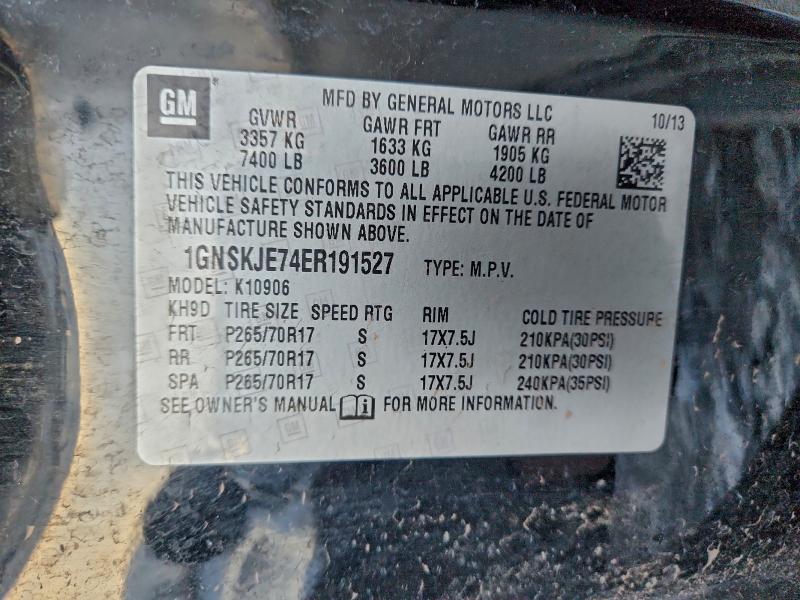 GM ®
MFD BY GENERAL MOTORS LLC
10/13
GVWR GAWR FRT GAWR RR
3357 KG 1633 KG 1905 KG
7400 LB 3600 LB 4200 LB
THIS VEHICLE CONFORMS TO ALL APPLICABLE U.S. FEDERAL MOTOR
VEHICLE SAFETY STANDARDS IN EFFECT ON THE DATE OF
MANUFACTURE SHOWN ABOVE.
1GNSKJE74ER191527 TYPE: M.P.V.
MODEL: K10906
KH9D TIRE SIZE SPEED RTG RIM COLD TIRE PRESSURE
FRT P265/70R17 S 17X7.5J 210KPA(30PSI)
RR P265/70R17 S 17X7.5J 210KPA(30PSI)
SPA P265/70R17 S 17X7.5J 240KPA(35PSI)
SEE OWNER'S MANUAL FOR MORE INFORMATION.